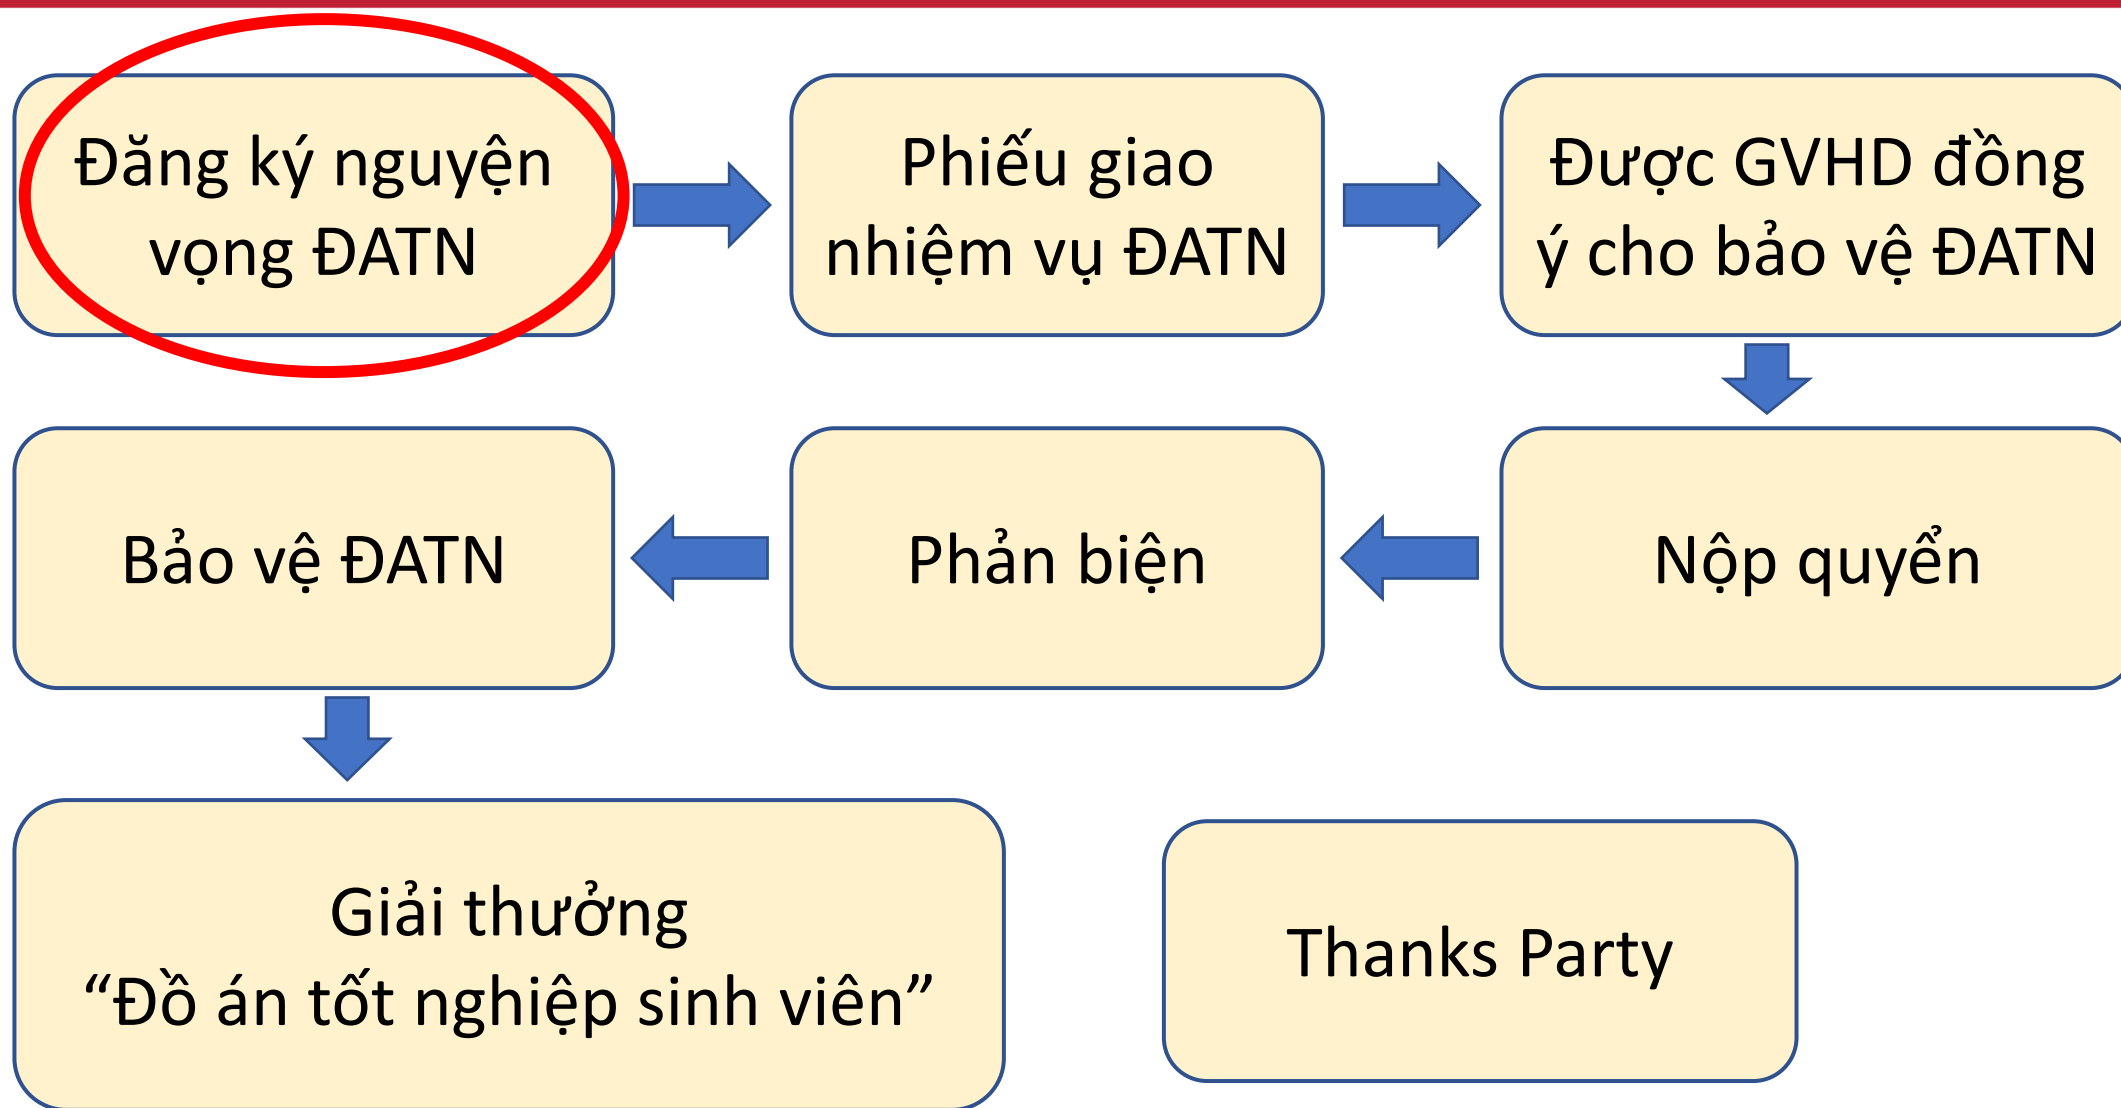 Đăng ký nguyện
vọng ĐATN
Phiếu giao
nhiệm vụ ĐATN
Được GVHD đồng
ý cho bảo vệ ĐATN
Bảo vệ ĐATN
Phản biện
Nộp quyển
Giải thưởng
“Đồ án tốt nghiệp sinh viên”
Thanks Party